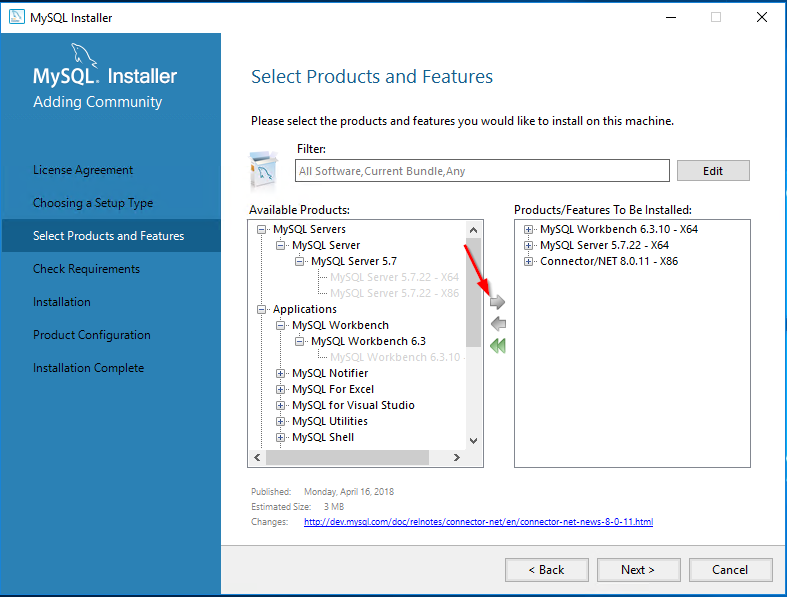 MySQL Installer
MySQL. Installer
Adding Community
License Agreement
Choosing a Setup Type
Select Products and Features
Check Requirements
Installation
Product Configuration
Installation Complete
Select Products and Features
Please select the products and features you would like to install on this machine.
Filter:
All Software,Current Bundle,Any
Edit
Available Products:
MySQL Servers
MySQL Server
MySQL Server 5.7
MySQL Server 5.7.22 - X64
MySQL Server 5.7.22 - X86
Applications
MySQL Workbench
MySQL Workbench 6.3
MySQL Workbench 6.3.10 -
MySQL Notifier
MySQL For Excel
MySQL for Visual Studio
MySQL Utilities
MySQL Shell
Products/Features To Be Installed:
MySQL Workbench 6.3.10 - X64
MySQL Server 5.7.22 - X64
Connector/NET 8.0.11 - X86
Published: Monday, April 16, 2018
Estimated Size: 3 MB
Changes: http://dev.mysql.com/doc/relnotes/connector-net/en/connector-net-news-8-0-11.html
< Back
Next >
Cancel